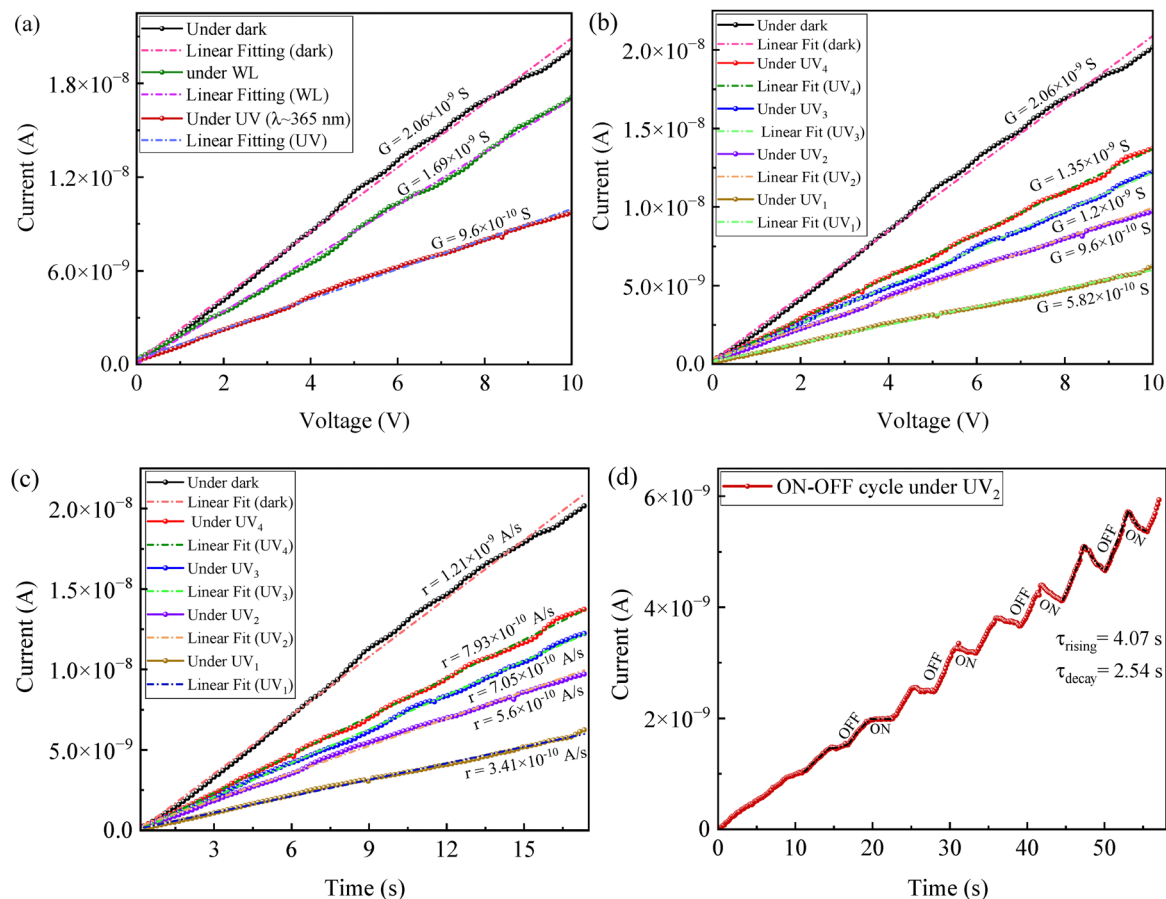 (a)
Under dark
Linear Fitting (dark)
under WL
Linear Fitting (WL)
Under UV (λ~365 nm)
Linear Fitting (UV)
G = 2.06×10⁻⁹ S
G = 1.69×10⁻⁹ S
G = 9.6×10⁻¹⁰ S
1.8×10⁻⁸
1.2×10⁻⁸
6.0×10⁻⁹
0.0
Current (A)
0 2 4 6 8 10
Voltage (V)
(b)
Under dark
Linear Fit (dark)
Under UV₄
Linear Fit (UV₄)
Under UV₃
Linear Fit (UV₃)
Under UV₂
Linear Fit (UV₂)
Under UV₁
Linear Fit (UV₁)
G = 2.06×10⁻⁹ S
G = 1.35×10⁻⁹ S
G = 1.2×10⁻⁹ S
G = 9.6×10⁻¹⁰ S
G = 5.82×10⁻¹⁰ S
2.0×10⁻⁸
1.5×10⁻⁸
1.0×10⁻⁸
5.0×10⁻⁹
0.0
Current (A)
0 2 4 6 8 10
Voltage (V)
(c)
Under dark
Linear Fit (dark)
Under UV₄
Linear Fit (UV₄)
Under UV₃
Linear Fit (UV₃)
Under UV₂
Linear Fit (UV₂)
Under UV₁
Linear Fit (UV₁)
r = 1.21×10⁻⁹ A/s
r = 7.93×10⁻¹⁰ A/s
r = 7.05×10⁻¹⁰ A/s
r = 5.6×10⁻¹⁰ A/s
r = 3.41×10⁻¹⁰ A/s
2.0×10⁻⁸
1.5×10⁻⁸
1.0×10⁻⁸
5.0×10⁻⁹
0.0
Current (A)
3 6 9 12 15
Time (s)
(d)
ON-OFF cycle under UV₂
OFF
ON
OFF
ON
OFF
ON
OFF
ON
τrising= 4.07 s
τdecay= 2.54 s
6×10⁻⁹
4×10⁻⁹
2×10⁻⁹
0
Current (A)
0 10 20 30 40 50
Time (s)